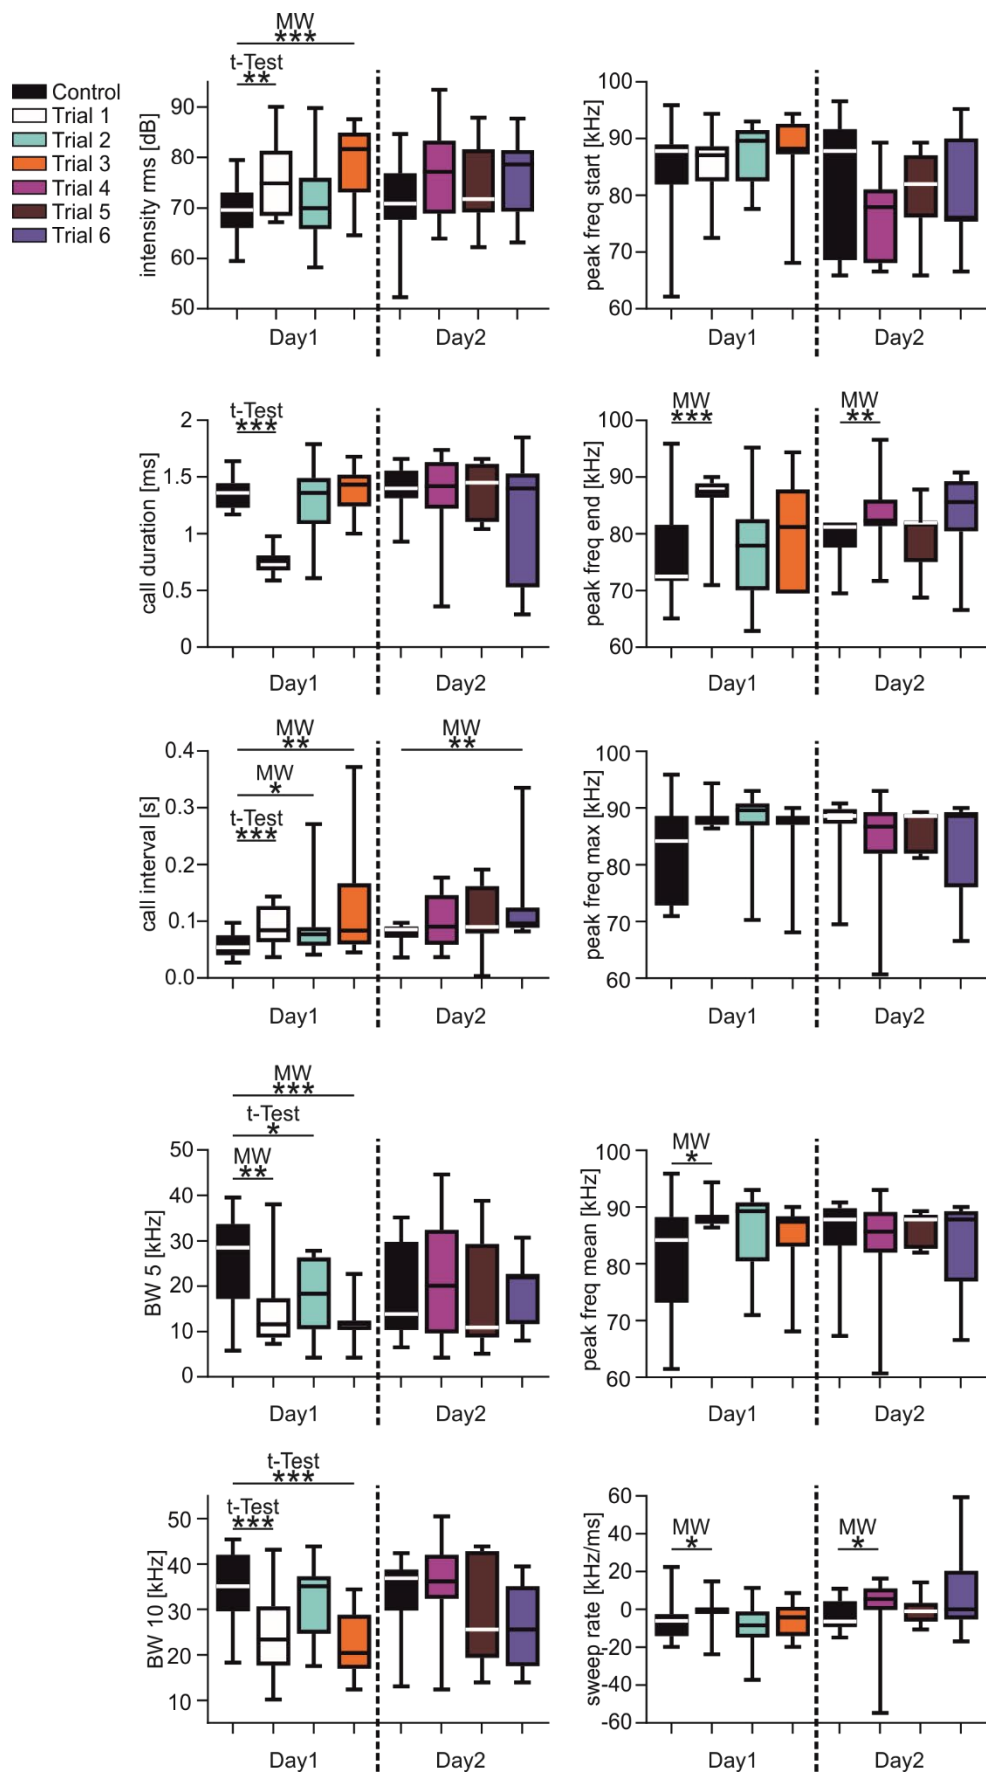 Control
Trial 1
Trial 2
Trial 3
Trial 4
Trial 5
Trial 6
MW
***
t-Test
**
intensity rms [dB]
90
80
70
60
50
Day1
Day2
peak freq start [kHz]
100
90
80
70
60
Day1
Day2
t-Test
***
call duration [ms]
2
1.5
1
0.5
0
Day1
Day2
MW
***
MW
**
peak freq end [kHz]
100
90
80
70
60
Day1
Day2
MW
**
MW
*
t-Test
***
MW
**
call interval [s]
0.4
0.3
0.2
0.1
0.0
Day1
Day2
peak freq max [kHz]
100
90
80
70
60
Day1
Day2
MW
***
t-Test
*
MW
**
BW 5 [kHz]
50
40
30
20
10
0
Day1
Day2
MW
*
peak freq mean [kHz]
100
90
80
70
60
Day1
Day2
t-Test
***
t-Test
***
BW 10 [kHz]
50
40
30
20
10
Day1
Day2
MW
*
MW
*
sweep rate [kHz/ms]
60
40
20
0
-20
-40
-60
Day1
Day2